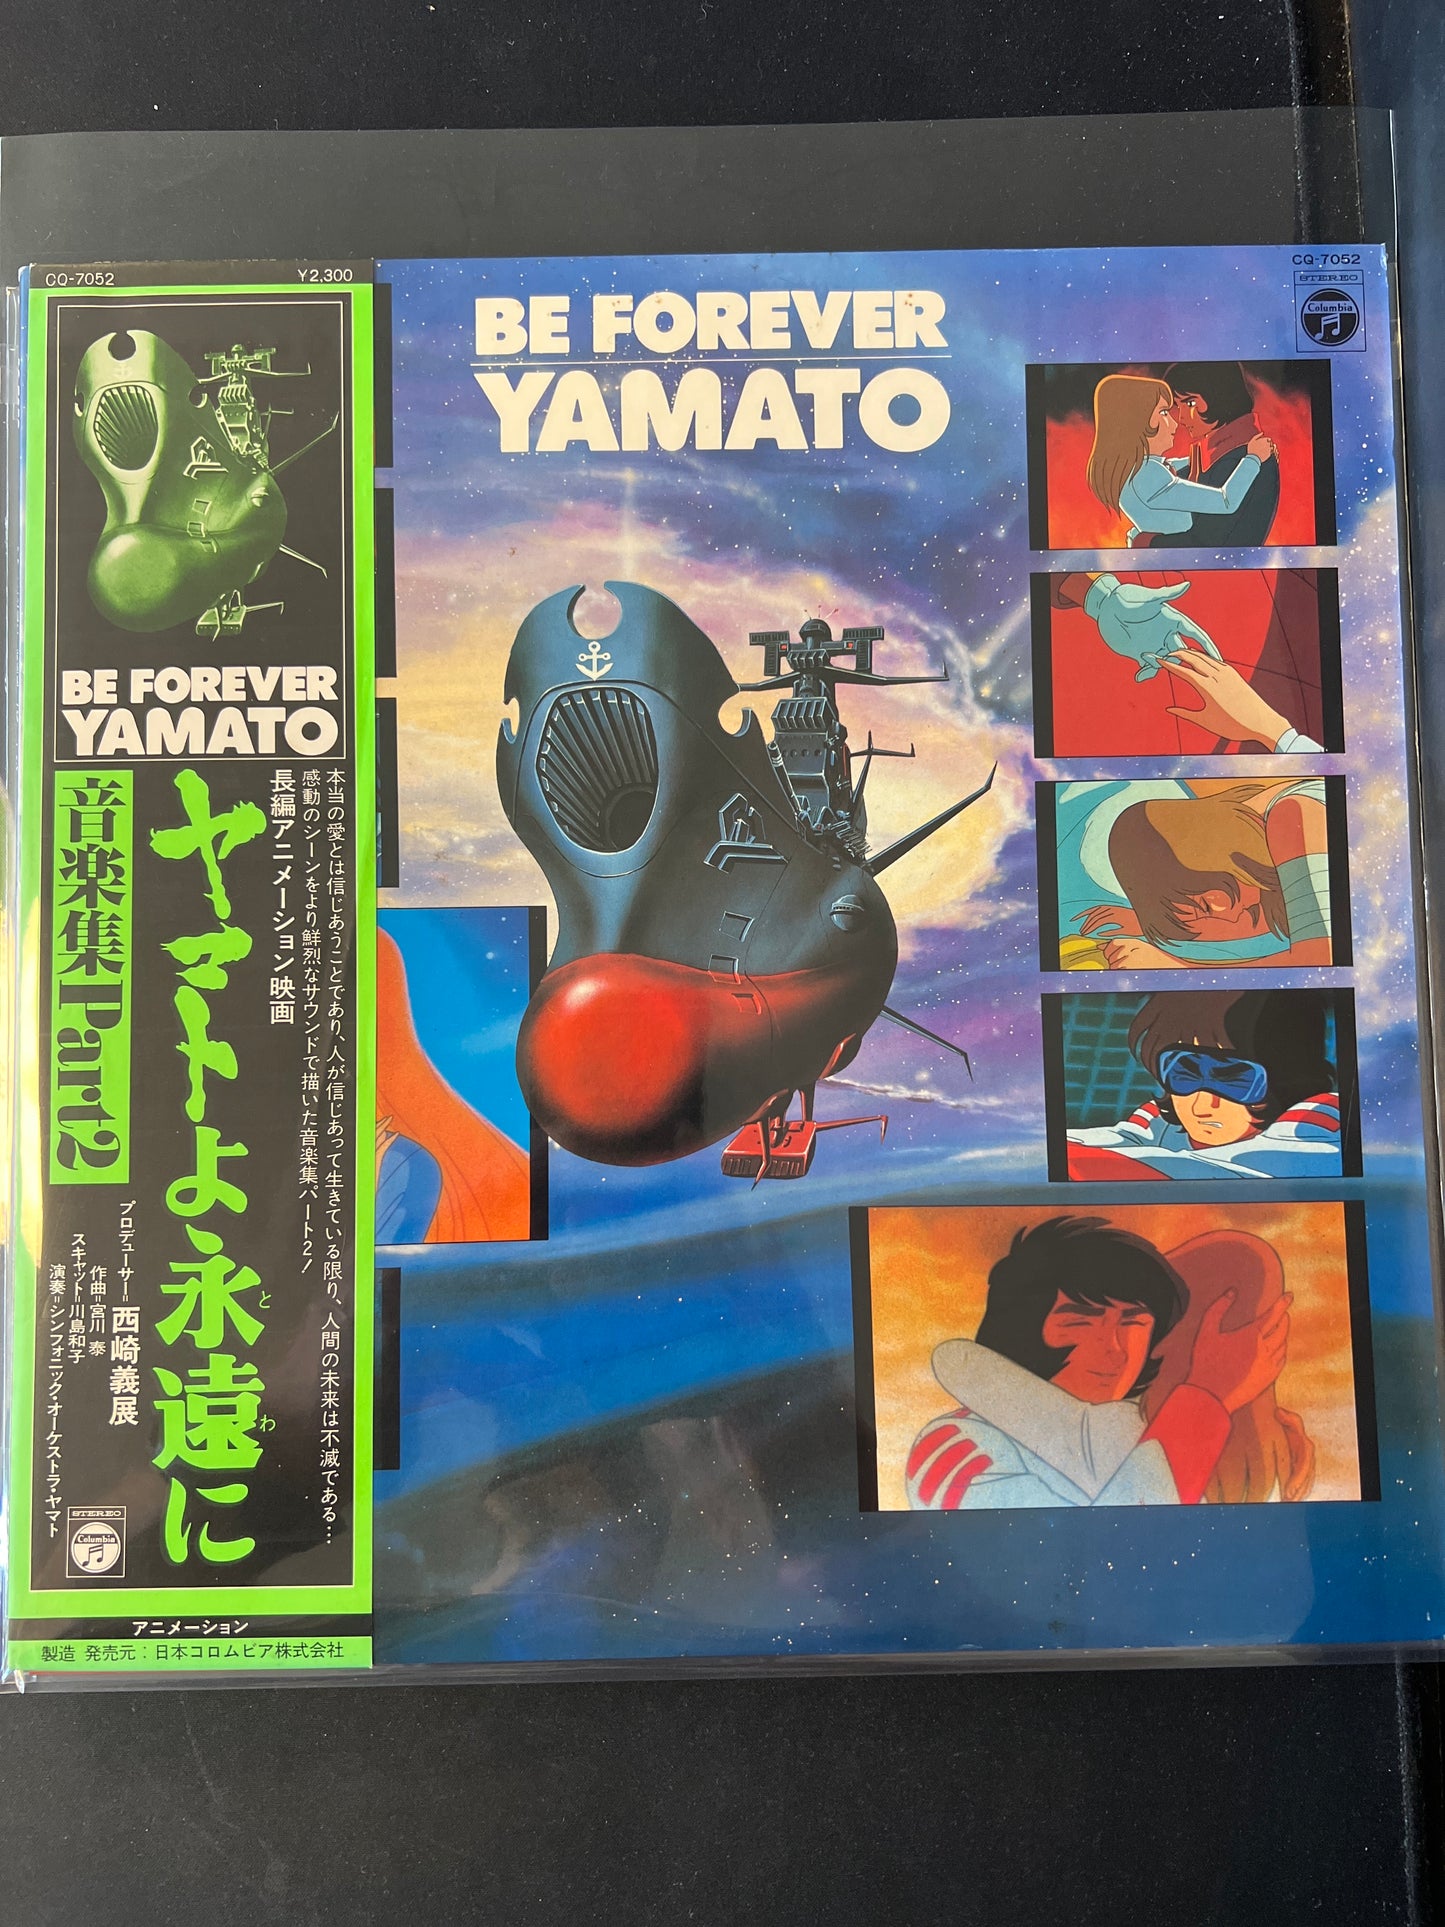 CQ-7052
¥2,300
BE FOREVER
YAMATO
本当の愛とは信じあうことであり、人が信じあって生きている限り、人間の未来は不滅である…
感動のシーンをより鮮烈なサウンドで描いた音楽集パート2!
長編アニメーション映画
ヤマトよ永遠に
とわ
音楽集Part2
プロデューサー=西崎義展
作曲=宮川 泰
スキャット=川島和子
演奏=シンフォニック・オーケストラ・ヤマト
STEREO
Columbia
アニメーション
製造 発売元:日本コロムビア株式会社
BE FOREVER
YAMATO
CQ-7052
STEREO
Columbia